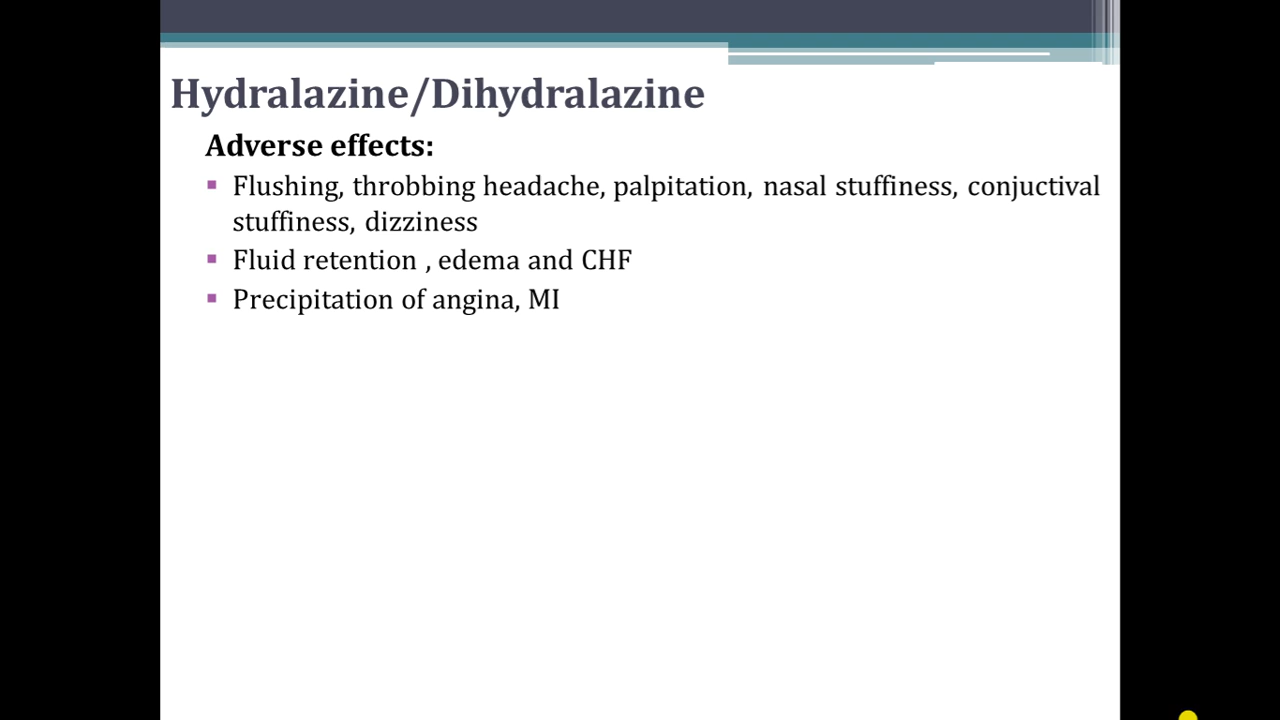 Hydralazine/Dihydralazine
Adverse effects:
Flushing, throbbing headache, palpitation, nasal stuffiness, conjuctival
stuffiness, dizziness
Fluid retention , edema and CHF
Precipitation of angina, MI